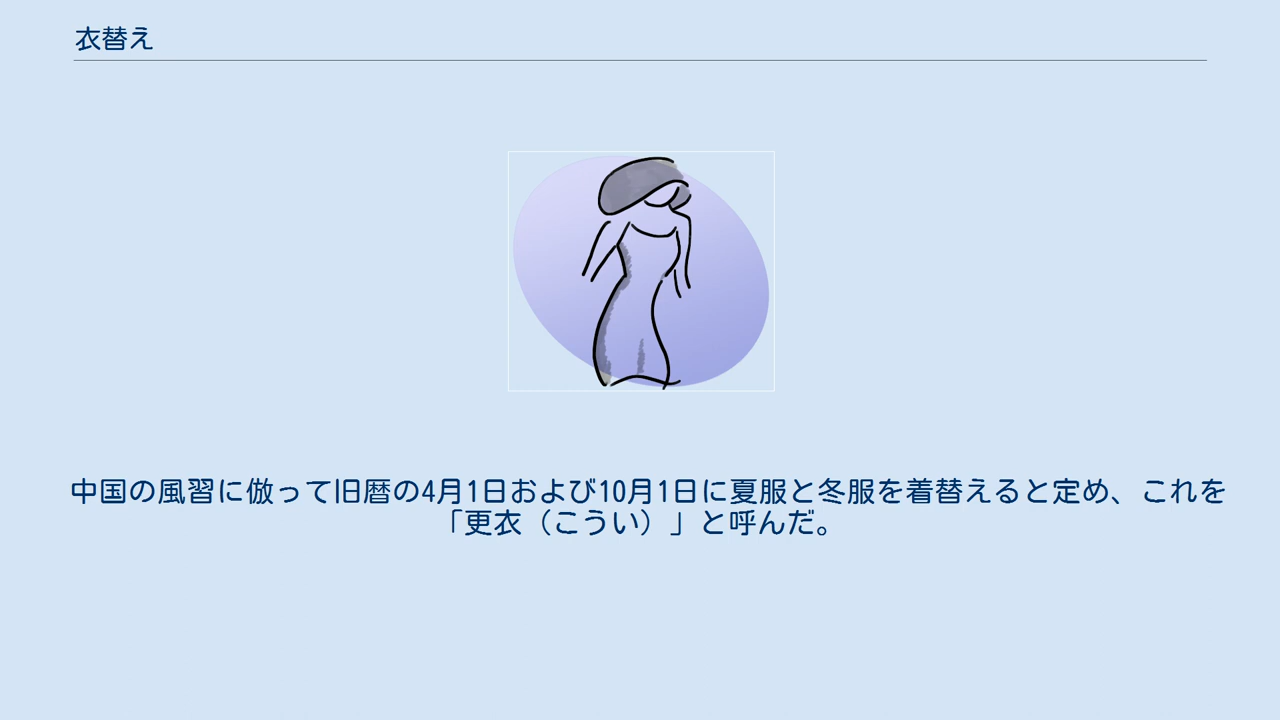 衣替え
中国の風習に倣って旧暦の4月1日および10月1日に夏服と冬服を着替えると定め、これを
「更衣（こうい）」と呼んだ。